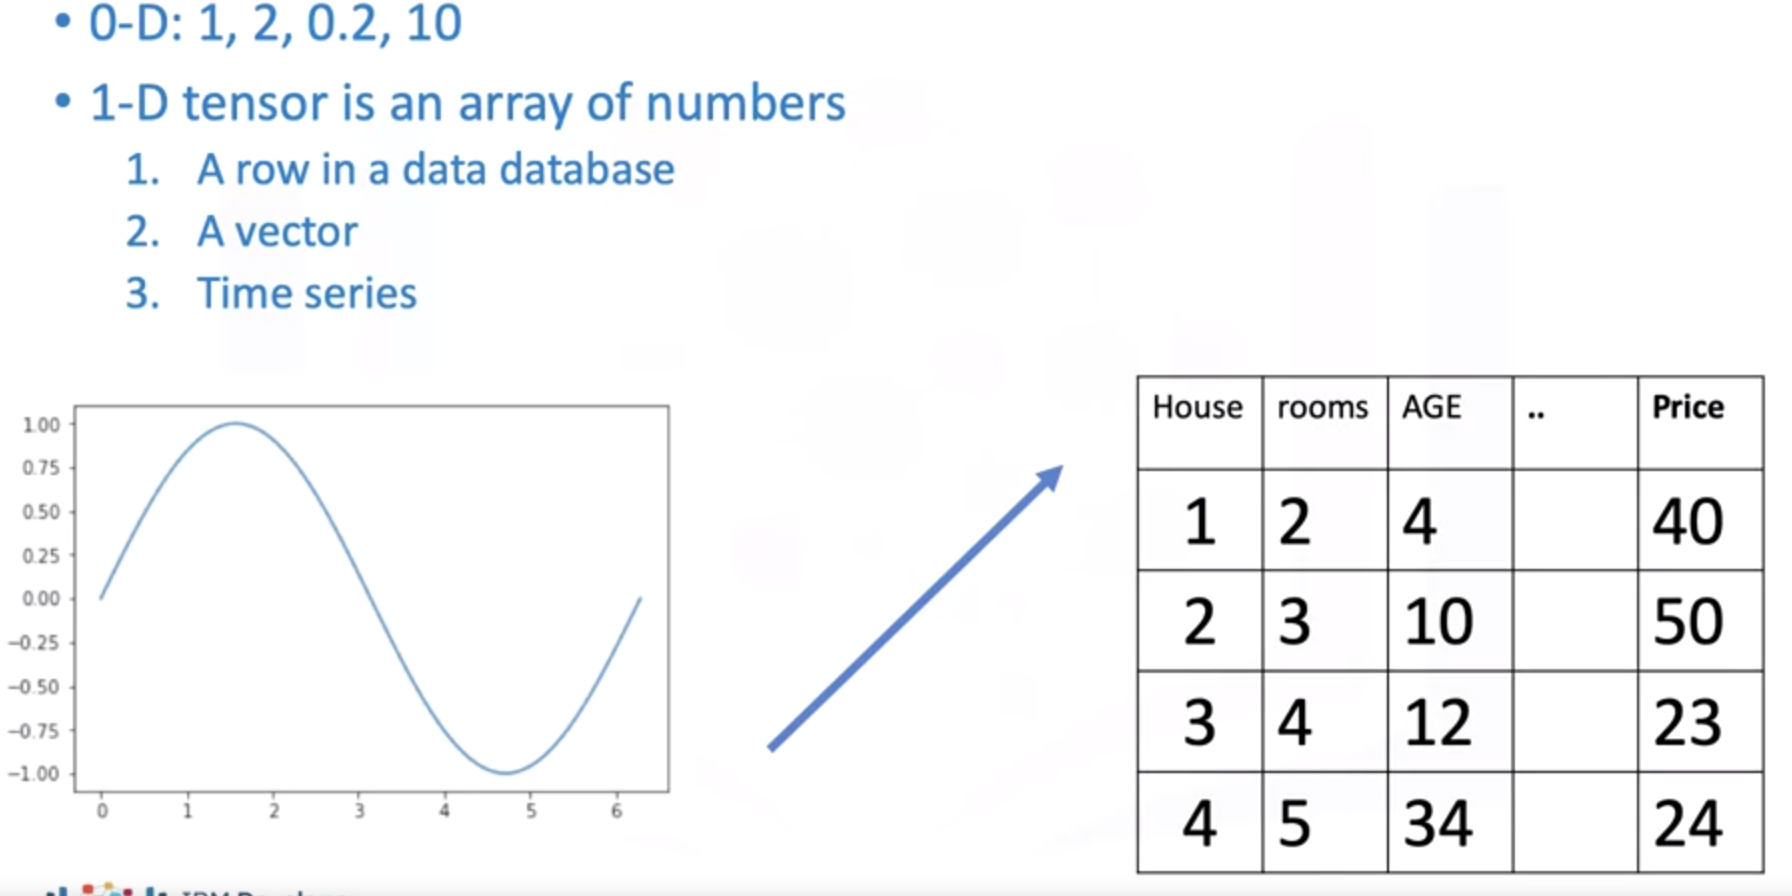 • 0-D: 1, 2, 0.2, 10
• 1-D tensor is an array of numbers
1. A row in a data database
2. A vector
3. Time series
1.00
0.75
0.50
0.25
0.00
−0.25
−0.50
−0.75
−1.00
0 1 2 3 4 5 6
House rooms AGE .. Price
1 2 4 40
2 3 10 50
3 4 12 23
4 5 34 24